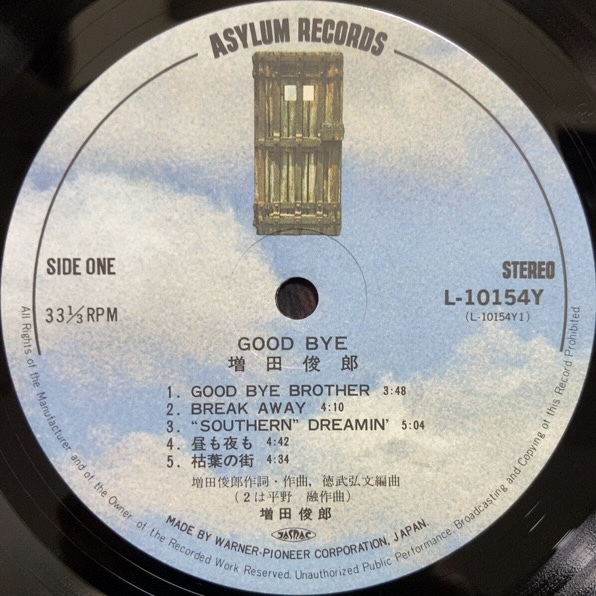 ASYLUM RECORDS
SIDE ONE
STEREO
33⅓ RPM
L-10154Y
(L-10154Y1)
GOOD BYE
増田俊郎
1. GOOD BYE BROTHER 3:48
2. BREAK AWAY 4:10
3. “SOUTHERN” DREAMIN' 5:04
4. 昼も夜も 4:42
5. 枯葉の街 4:34
増田俊郎作詞・作曲, 徳武弘文編曲
(2は平野 融作曲)
増田俊郎
JASRAC
MADE BY WARNER-PIONEER CORPORATION, JAPAN.
All Rights of the Manufacturer and of the Owner of the Recorded Work Reserved. Unauthorized Public Performance, Broadcasting and Copying of this Record Prohibited